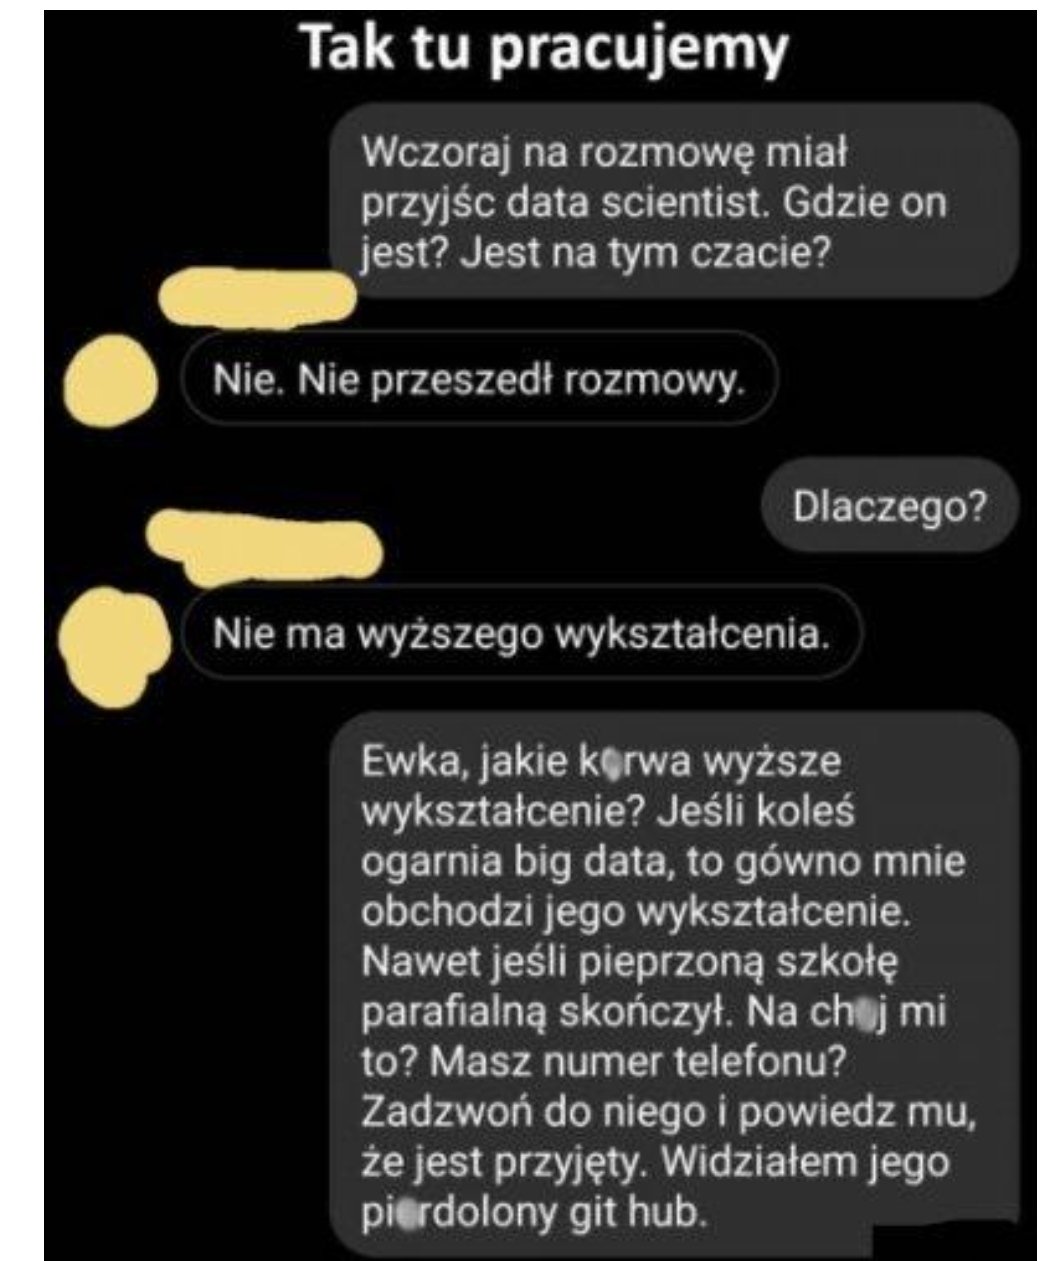 Tak tu pracujemy
Wczoraj na rozmowę miał
przyjśc data scientist. Gdzie on
jest? Jest na tym czacie?
Nie. Nie przeszedł rozmowy.
Dlaczego?
Nie ma wyższego wykształcenia.
Ewka, jakie k rwa wyższe
wykształcenie? Jeśli koleś
ogarnia big data, to gówno mnie
obchodzi jego wykształcenie.
Nawet jeśli pieprzoną szkołę
parafialną skończył. Na ch j mi
to? Masz numer telefonu?
Zadzwoń do niego i powiedz mu,
że jest przyjęty. Widziałem jego
pi rdolony git hub.